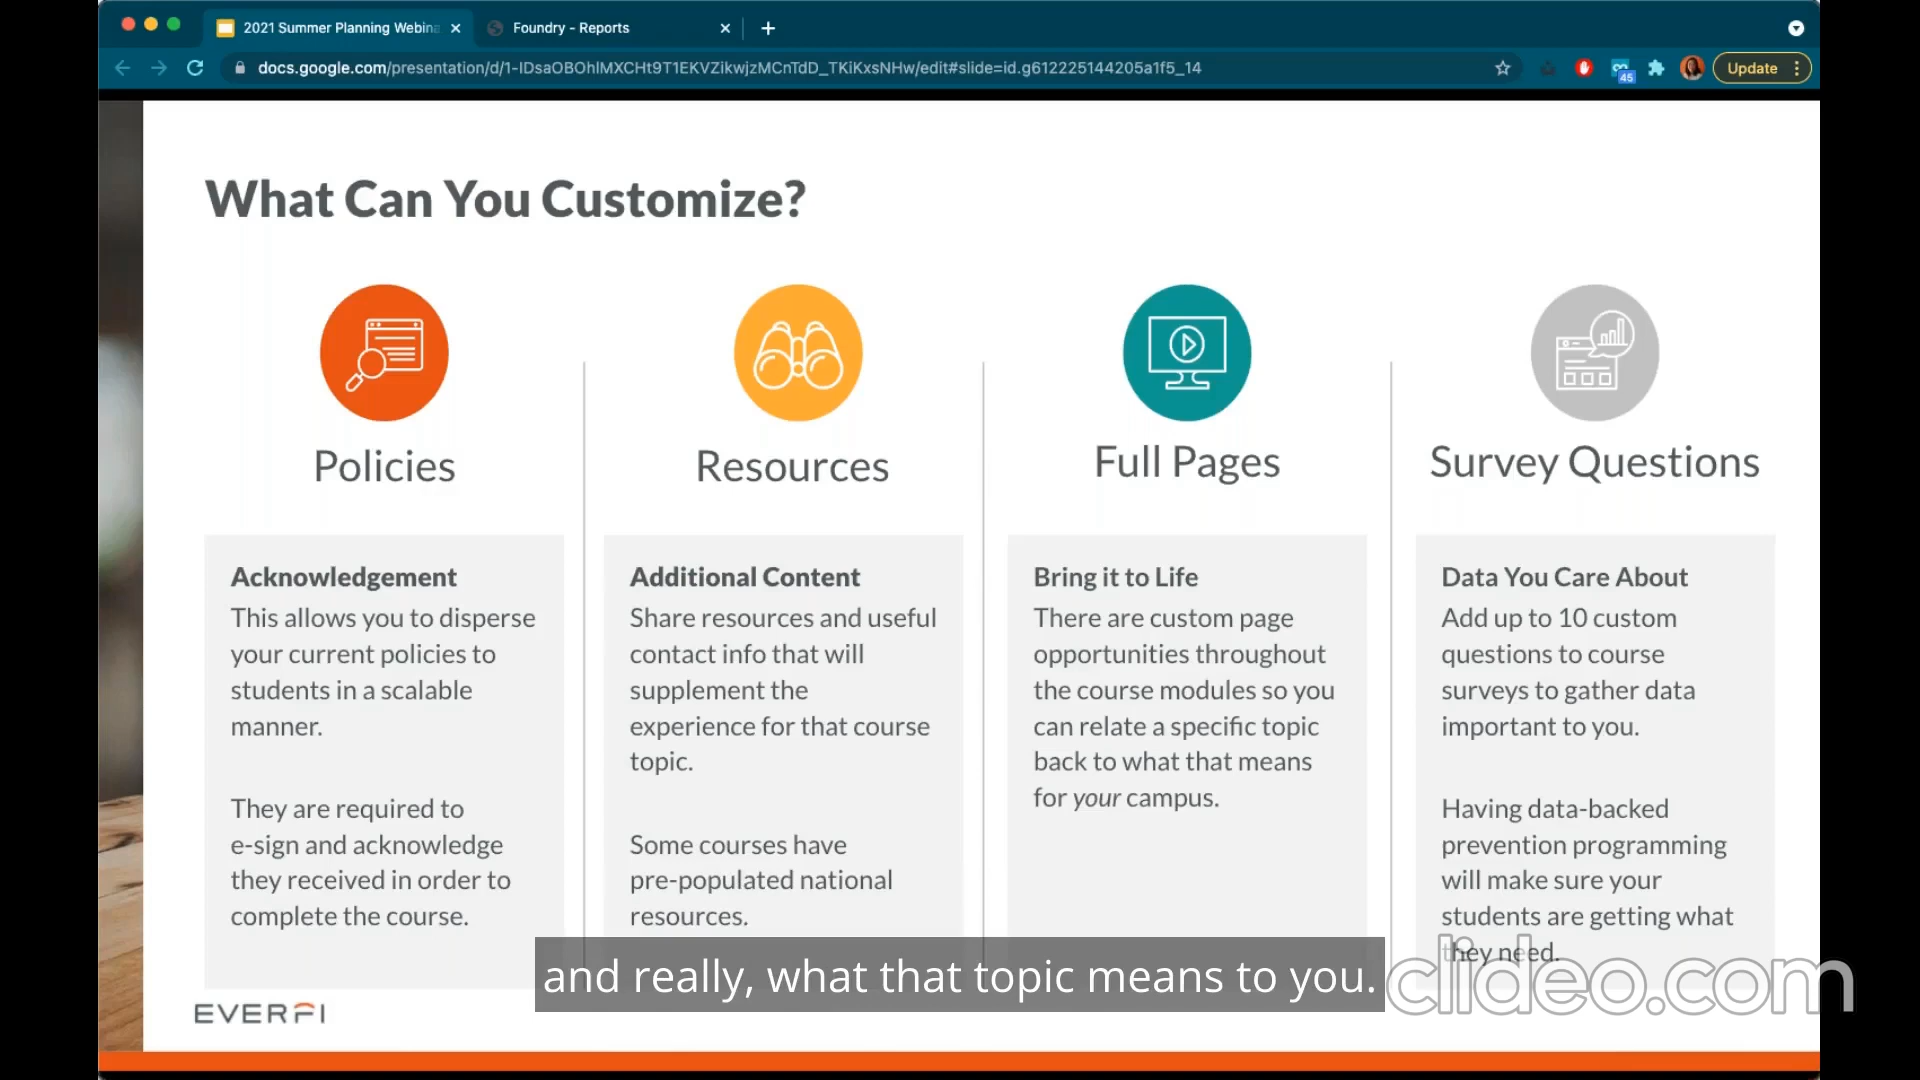 2021 Summer Planning Webina
Foundry - Reports
docs.google.com/presentation/d/1-IDsaOBOhlMXCHt9T1EKVZikwjzMCnTdD_TKiKxsNHw/edit#slide=id.g612225144205a1f5_14
45
Update
What Can You Customize?
Policies
Acknowledgement
This allows you to disperse
your current policies to
students in a scalable
manner.
They are required to
e-sign and acknowledge
they received in order to
complete the course.
Resources
Additional Content
Share resources and useful
contact info that will
supplement the
experience for that course
topic.
Some courses have
pre-populated national
resources.
Full Pages
Bring it to Life
There are custom page
opportunities throughout
the course modules so you
can relate a specific topic
back to what that means
for your campus.
Survey Questions
Data You Care About
Add up to 10 custom
questions to course
surveys to gather data
important to you.
Having data-backed
prevention programming
will make sure your
students are getting what
they need.
and really, what that topic means to you.
clideo.com
EVERFI